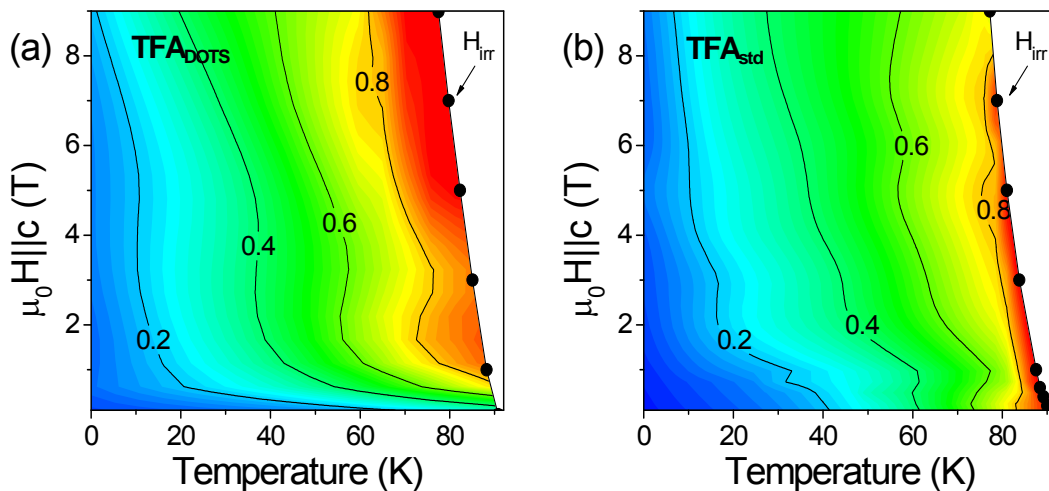 (a)
TFA_DOTS
H_irr
0.8
0.6
0.4
0.2
8
6
4
2
μ₀H||c (T)
0
20
40
60
80
Temperature (K)
(b)
TFA_std
H_irr
0.6
0.8
0.4
0.2
8
6
4
2
μ₀H||c (T)
0
20
40
60
80
Temperature (K)